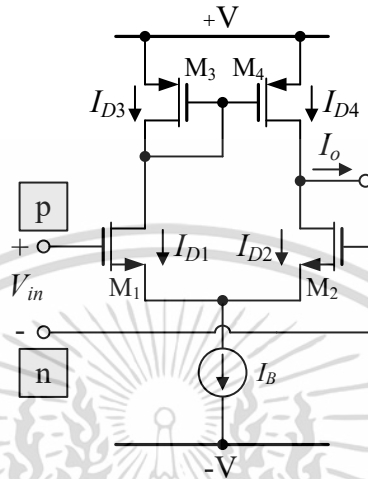 +V
M3 M4
ID3 ID4
Io
p
+ ID1 ID2
Vin M1 M2
-
n IB
-V